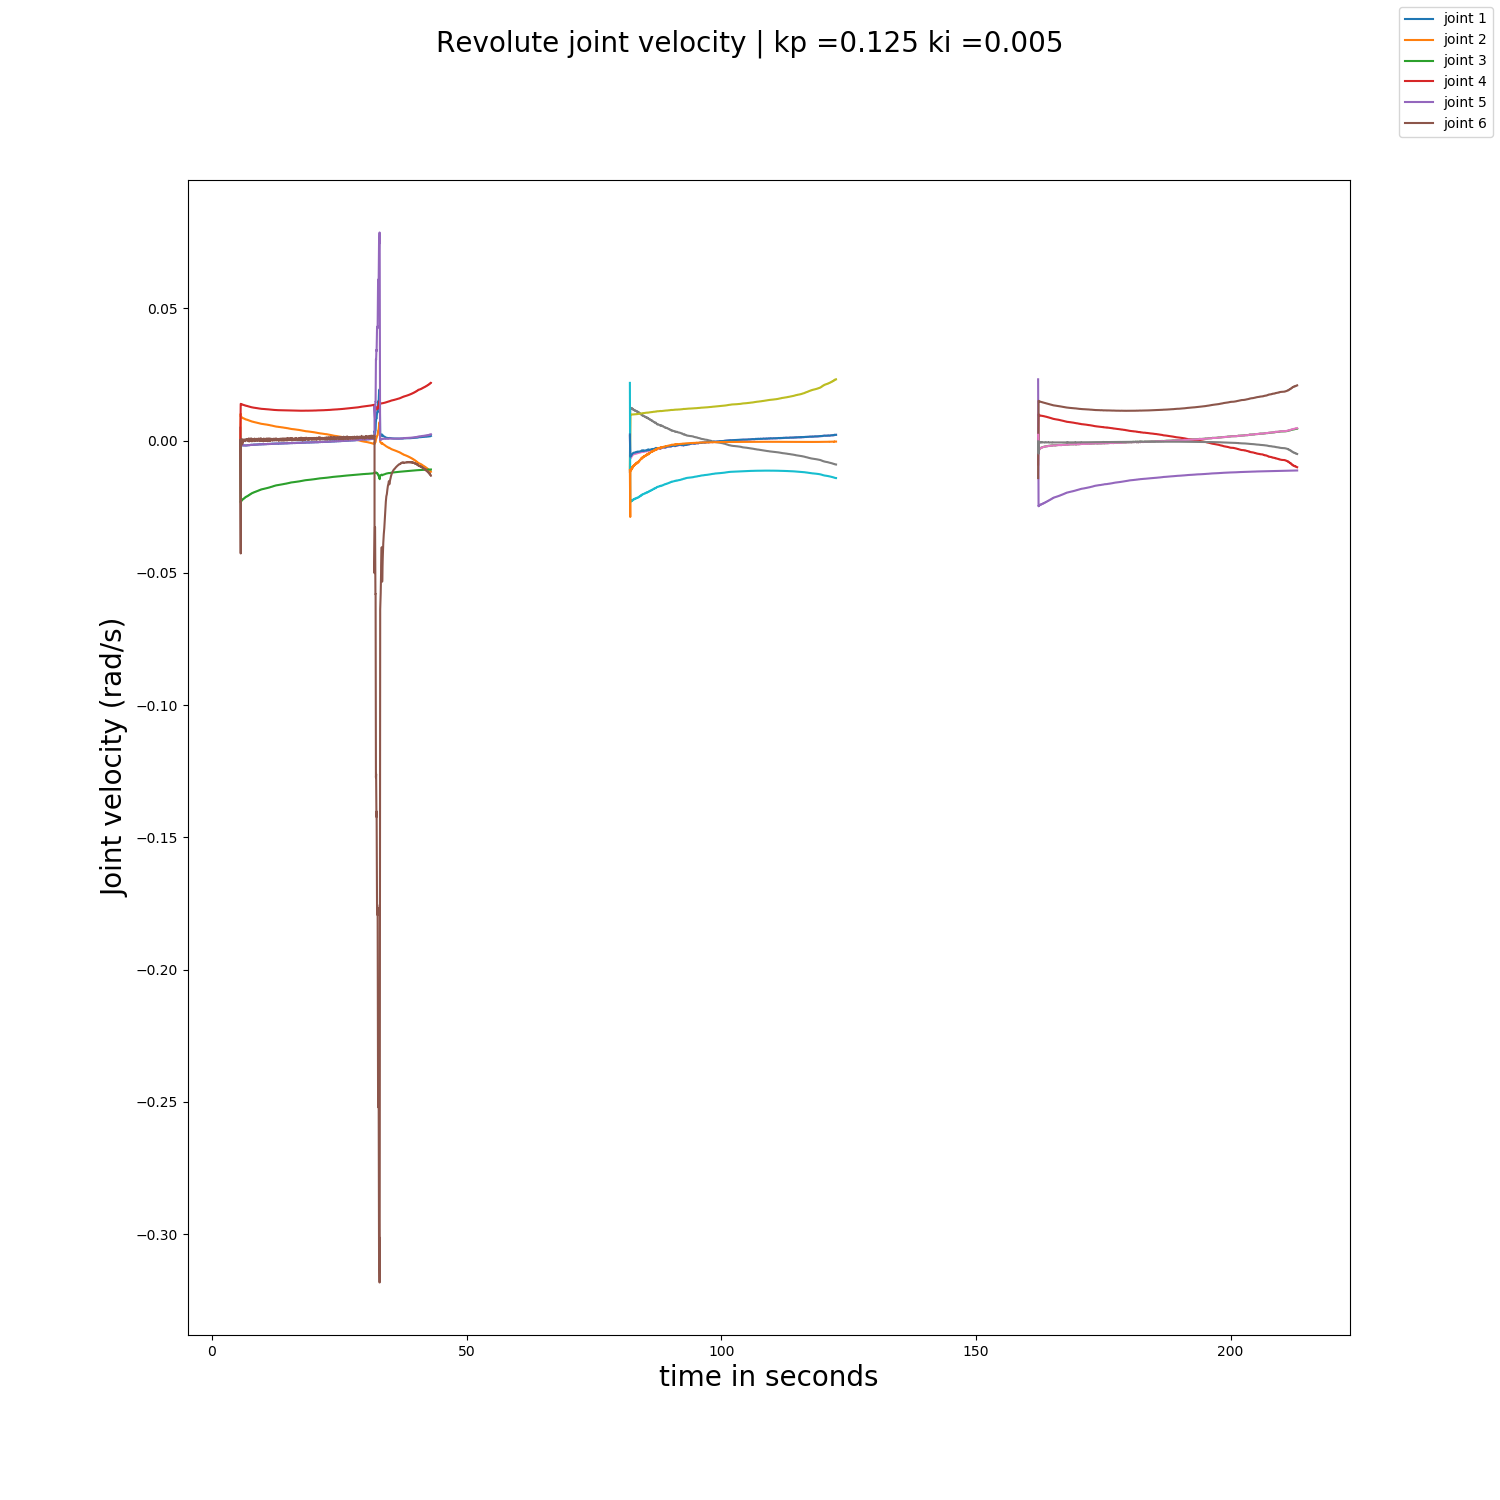 Revolute joint velocity | kp =0.125 ki =0.005
joint 1
joint 2
joint 3
joint 4
joint 5
joint 6
Joint velocity (rad/s)
0.05
0.00
−0.05
−0.10
−0.15
−0.20
−0.25
−0.30
0 50 100 150 200
time in seconds